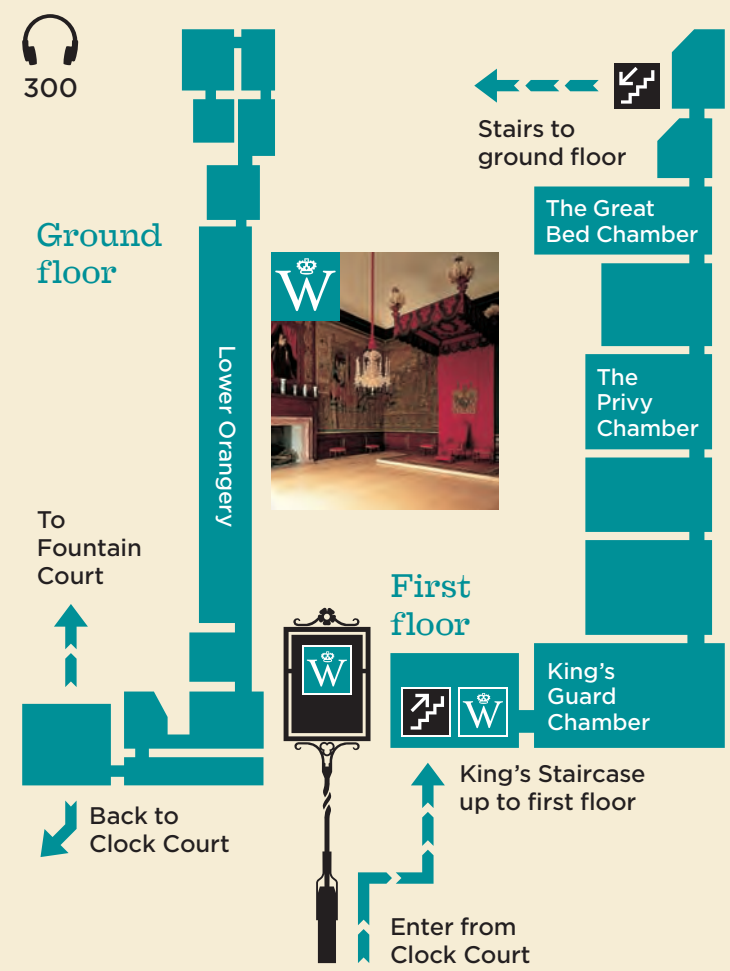 300
Stairs to
ground floor
The Great
Bed Chamber
Ground
floor
W
Lower Orangery
The
Privy
Chamber
To
Fountain
Court
First
floor
W
W
King's
Guard
Chamber
King's Staircase
up to first floor
Back to
Clock Court
Enter from
Clock Court